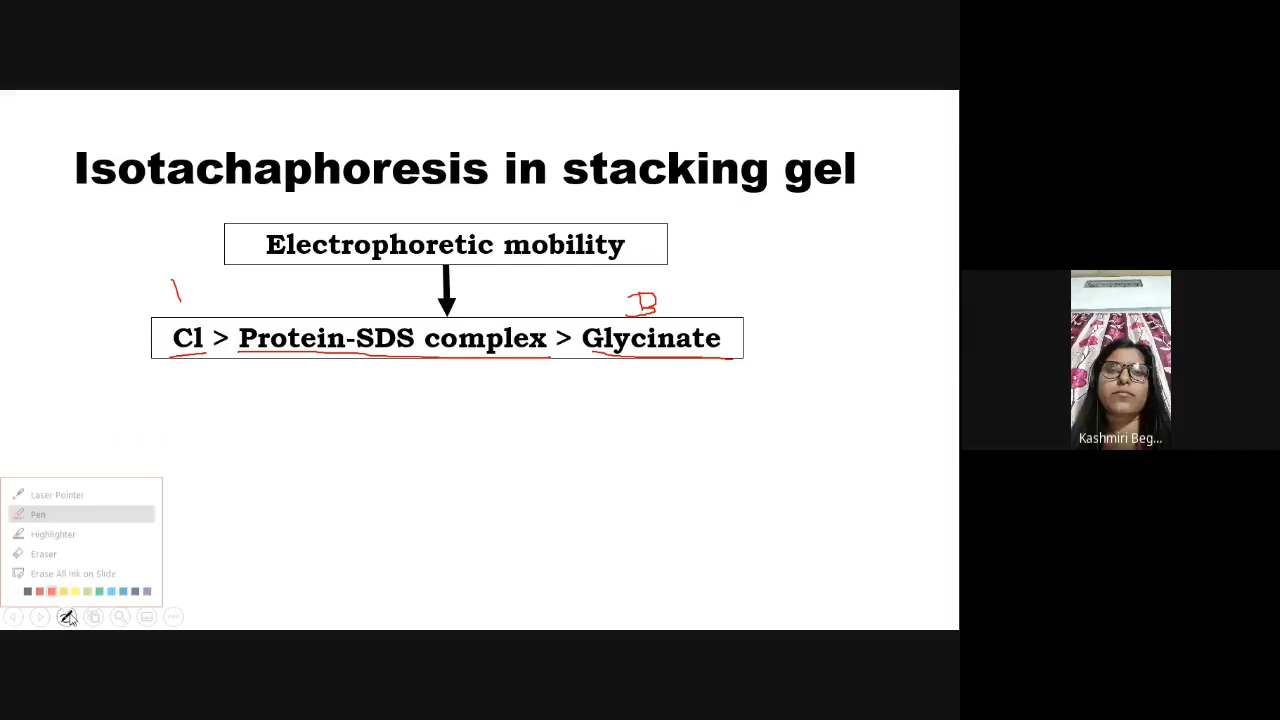 Isotachaphoresis in stacking gel
Electrophoretic mobility
\
B
Cl > Protein-SDS complex > Glycinate
Kashmiri Beg...
Laser Pointer
Pen
Highlighter
Eraser
Erase All Ink on Slide